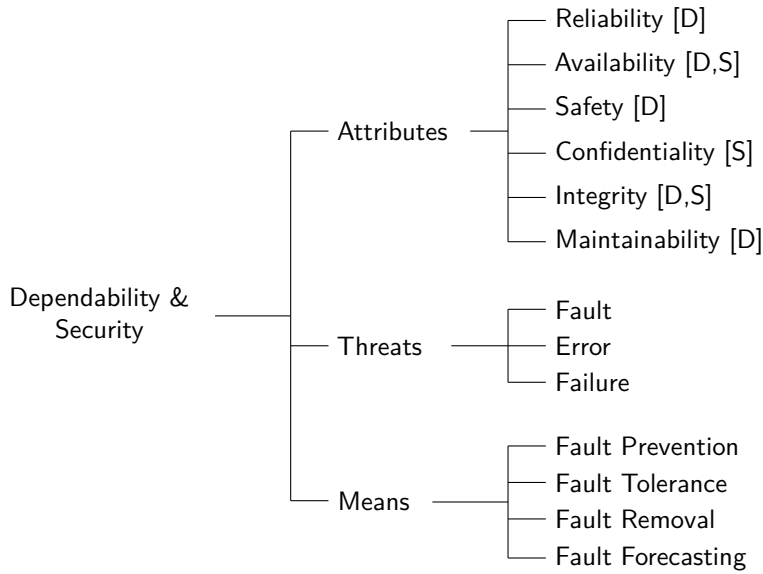 Dependability &
Security
Attributes
Reliability [D]
Availability [D,S]
Safety [D]
Confidentiality [S]
Integrity [D,S]
Maintainability [D]
Threats
Fault
Error
Failure
Means
Fault Prevention
Fault Tolerance
Fault Removal
Fault Forecasting